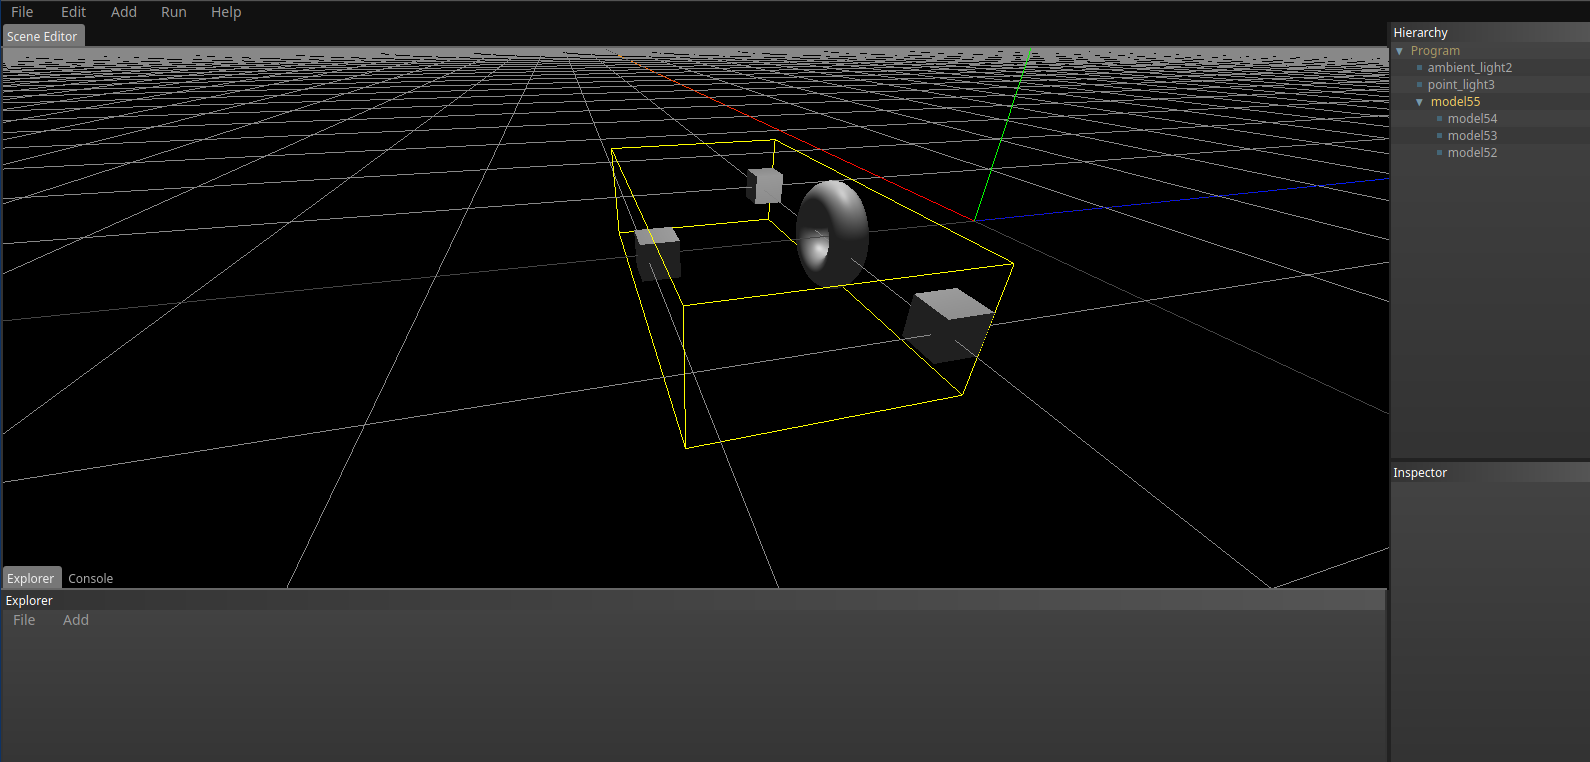 File Edit Add Run Help
Scene Editor
Hierarchy
Program
ambient_light2
point_light3
model55
model54
model53
model52
Inspector
Explorer Console
Explorer
File Add